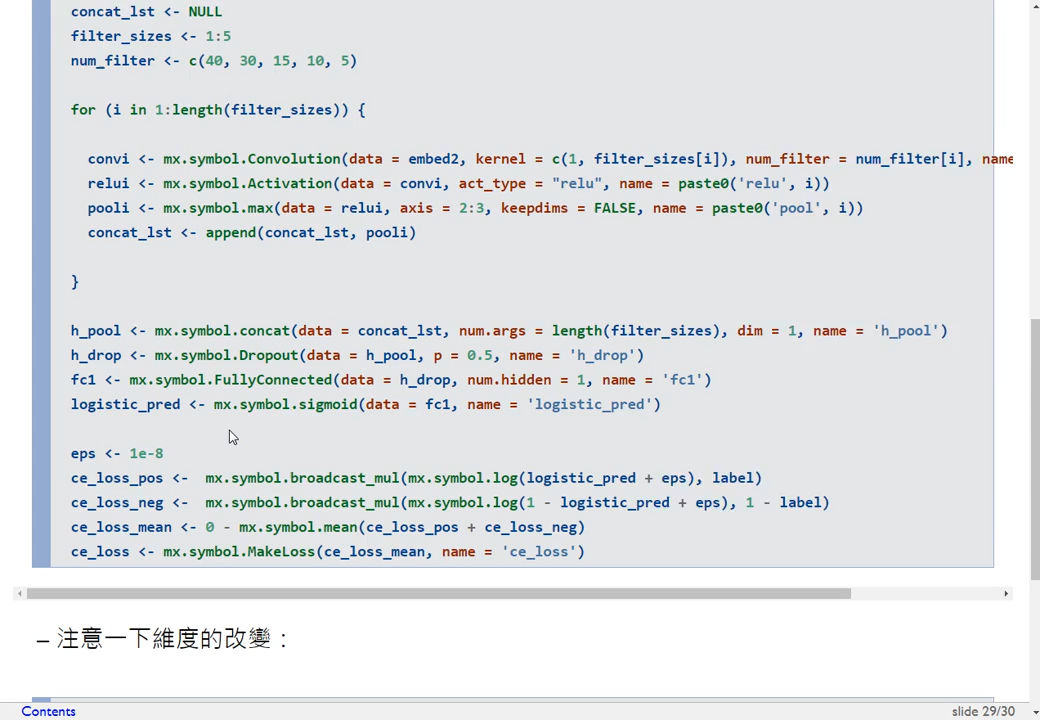 concat_lst <- NULL
filter_sizes <- 1:5
num_filter <- c(40, 30, 15, 10, 5)
for (i in 1:length(filter_sizes)) {
convi <- mx.symbol.Convolution(data = embed2, kernel = c(1, filter_sizes[i]), num_filter = num_filter[i], name
relui <- mx.symbol.Activation(data = convi, act_type = "relu", name = paste0('relu', i))
pooli <- mx.symbol.max(data = relui, axis = 2:3, keepdims = FALSE, name = paste0('pool', i))
concat_lst <- append(concat_lst, pooli)
}
h_pool <- mx.symbol.concat(data = concat_lst, num.args = length(filter_sizes), dim = 1, name = 'h_pool')
h_drop <- mx.symbol.Dropout(data = h_pool, p = 0.5, name = 'h_drop')
fc1 <- mx.symbol.FullyConnected(data = h_drop, num.hidden = 1, name = 'fc1')
logistic_pred <- mx.symbol.sigmoid(data = fc1, name = 'logistic_pred')
eps <- 1e-8
ce_loss_pos <-  mx.symbol.broadcast_mul(mx.symbol.log(logistic_pred + eps), label)
ce_loss_neg <-  mx.symbol.broadcast_mul(mx.symbol.log(1 - logistic_pred + eps), 1 - label)
ce_loss_mean <- 0 - mx.symbol.mean(ce_loss_pos + ce_loss_neg)
ce_loss <- mx.symbol.MakeLoss(ce_loss_mean, name = 'ce_loss')
– 注意一下維度的改變：
Contents
slide 29/30